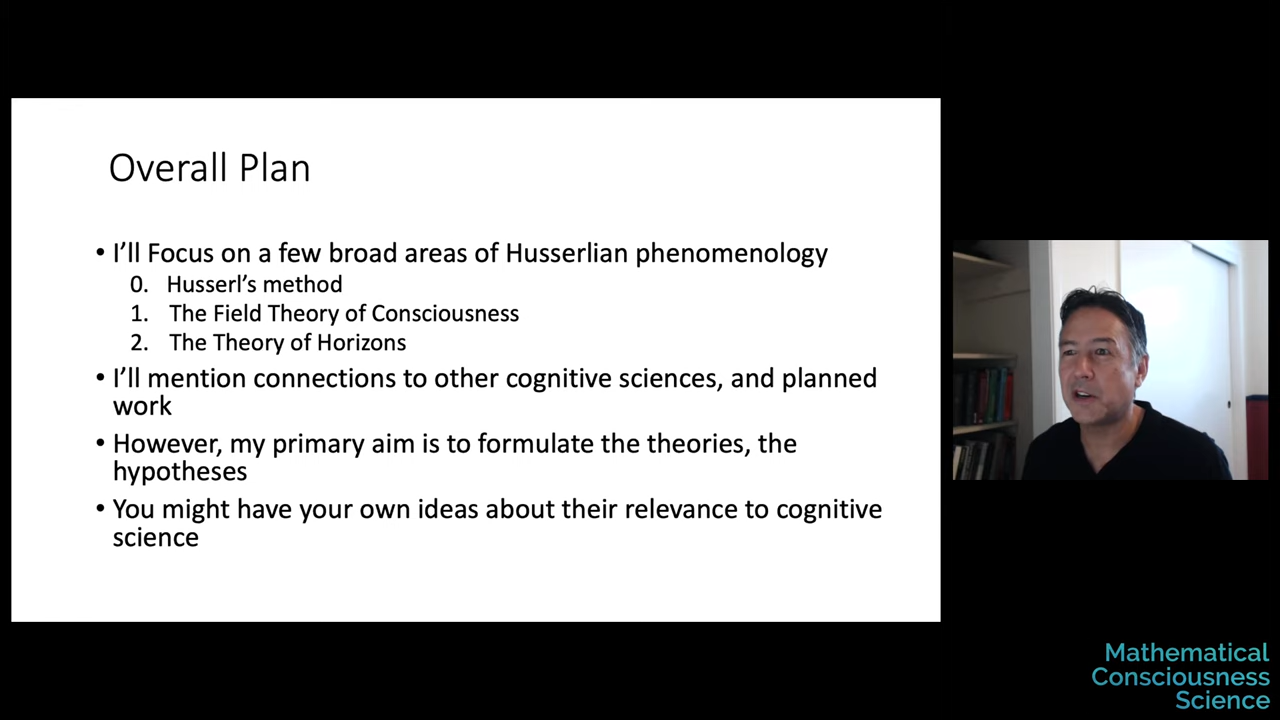 Overall Plan
• I'll Focus on a few broad areas of Husserlian phenomenology
0. Husserl's method
1. The Field Theory of Consciousness
2. The Theory of Horizons
• I'll mention connections to other cognitive sciences, and planned
work
• However, my primary aim is to formulate the theories, the
hypotheses
• You might have your own ideas about their relevance to cognitive
science
Mathematical
Consciousness
Science